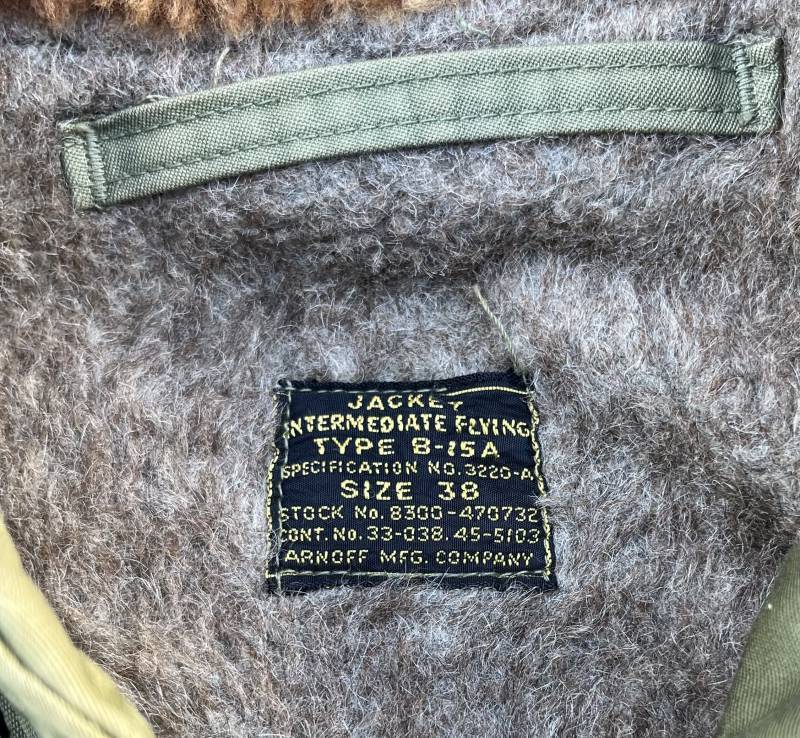 JACKET
INTERMEDIATE FLYING
TYPE B-15A
SPECIFICATION NO. 3220-A
SIZE 38
STOCK No. 8300-470732
CONT. No. 33-038.45-5103
ARNOFF MFG. COMPANY